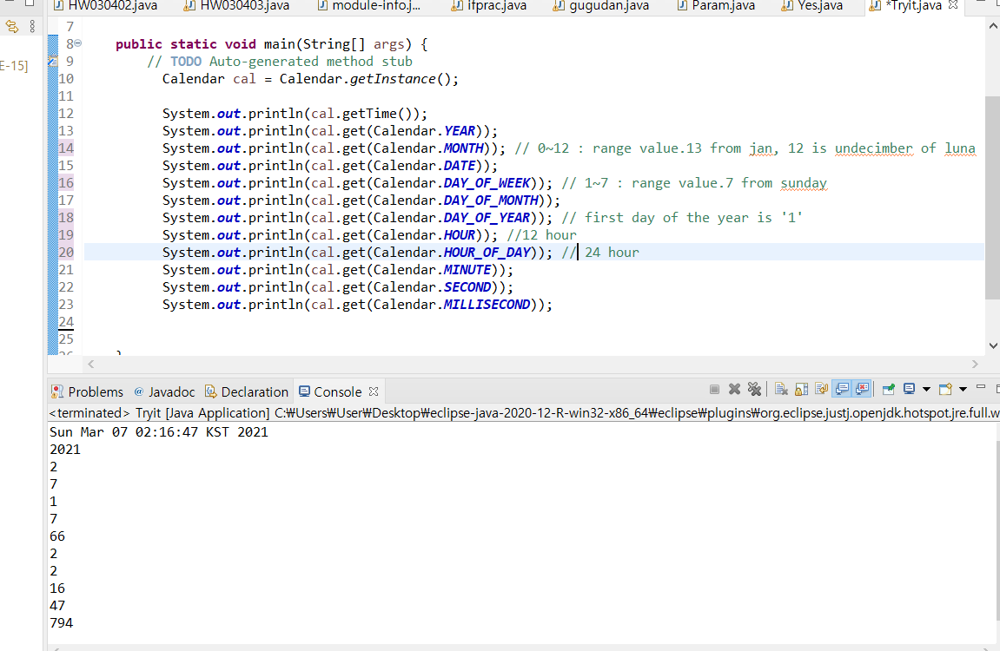 HW030402.java HW030403.java module-info.j... ifprac.java gugudan.java Param.java Yes.java *Tryit.java
7
8 public static void main(String[] args) {
E-15] 9 // TODO Auto-generated method stub
10 Calendar cal = Calendar.getInstance();
11
12 System.out.println(cal.getTime());
13 System.out.println(cal.get(Calendar.YEAR));
14 System.out.println(cal.get(Calendar.MONTH)); // 0~12 : range value.13 from jan, 12 is undecimber of luna
15 System.out.println(cal.get(Calendar.DATE));
16 System.out.println(cal.get(Calendar.DAY_OF_WEEK)); // 1~7 : range value.7 from sunday
17 System.out.println(cal.get(Calendar.DAY_OF_MONTH));
18 System.out.println(cal.get(Calendar.DAY_OF_YEAR)); // first day of the year is '1'
19 System.out.println(cal.get(Calendar.HOUR)); //12 hour
20 System.out.println(cal.get(Calendar.HOUR_OF_DAY)); // 24 hour
21 System.out.println(cal.get(Calendar.MINUTE));
22 System.out.println(cal.get(Calendar.SECOND));
23 System.out.println(cal.get(Calendar.MILLISECOND));
24
25
Problems @ Javadoc Declaration Console
<terminated> Tryit [Java Application] C:₩Users₩User₩Desktop₩eclipse-java-2020-12-R-win32-x86_64₩eclipse₩plugins₩org.eclipse.justj.openjdk.hotspot.jre.full.w
Sun Mar 07 02:16:47 KST 2021
2021
2
7
1
7
66
2
2
16
47
794